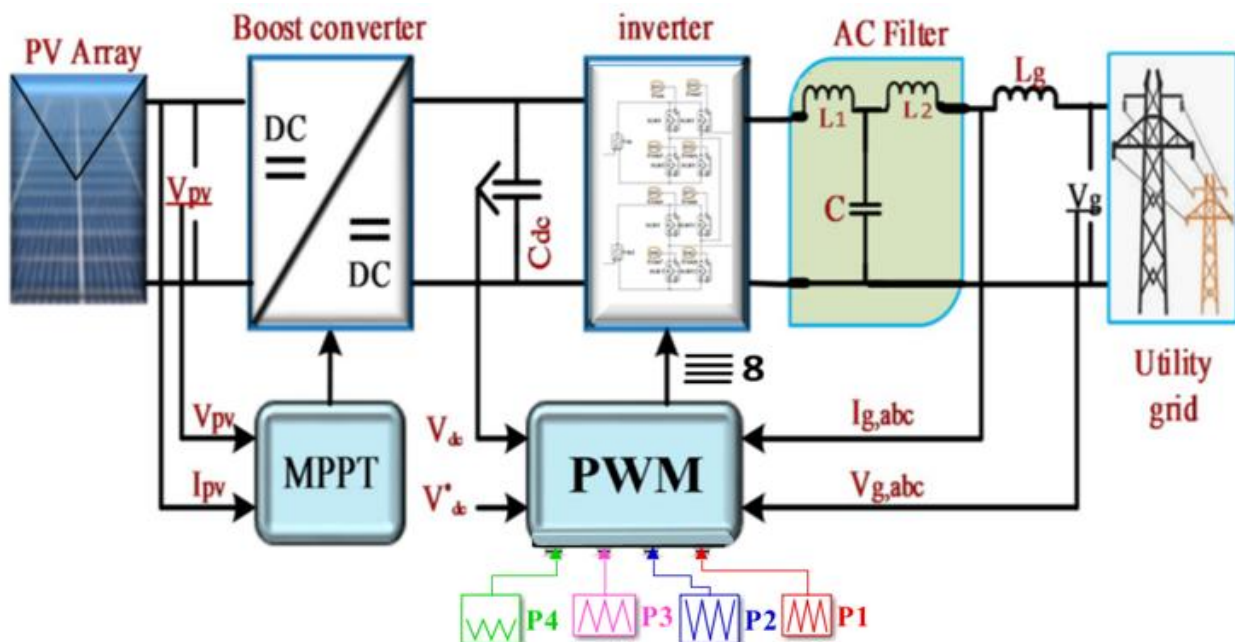 PV Array
Boost converter
inverter
AC Filter
Lg
DC
DC
Vpv
Cdc
L1
L2
C
Vg
Utility
grid
8
Vpv
Ipv
MPPT
Vdc
V*dc
PWM
Ig,abc
Vg,abc
P4
P3
P2
P1